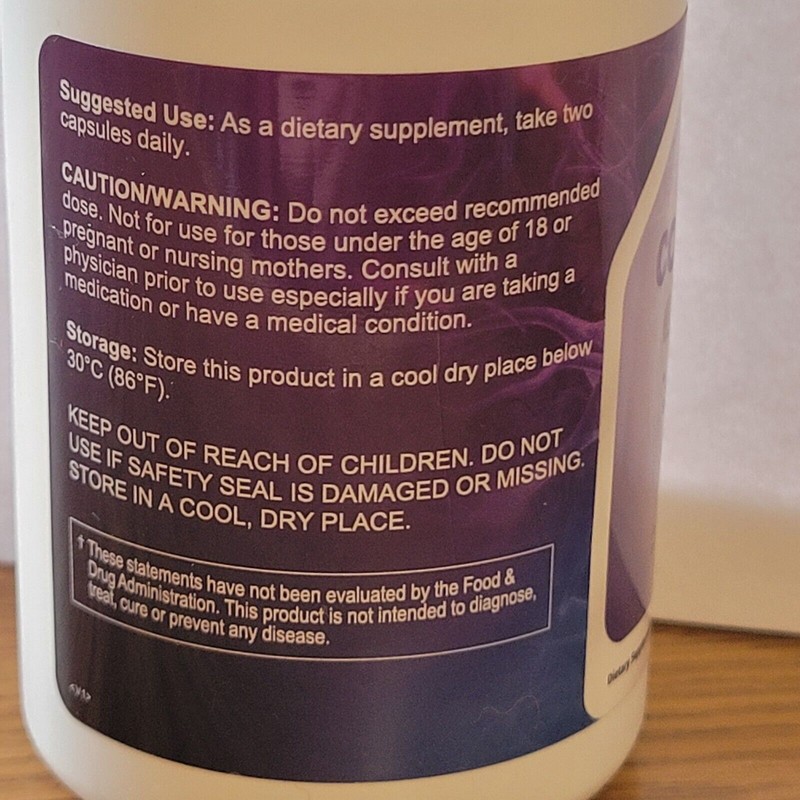 Suggested Use: As a dietary supplement, take two
capsules daily.
CAUTION/WARNING: Do not exceed recommended
dose. Not for use for those under the age of 18 or
pregnant or nursing mothers. Consult with a
physician prior to use especially if you are taking a
medication or have a medical condition.
Storage: Store this product in a cool dry place below
30°C (86°F).
KEEP OUT OF REACH OF CHILDREN. DO NOT
USE IF SAFETY SEAL IS DAMAGED OR MISSING.
STORE IN A COOL, DRY PLACE.
† These statements have not been evaluated by the Food &
Drug Administration. This product is not intended to diagnose,
treat, cure or prevent any disease.
Dietary